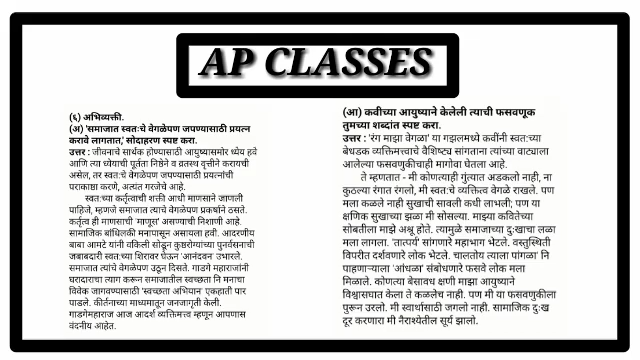 AP CLASSES
(६) अभिव्यक्ती.
(अ) 'समाजात स्वतःचे वेगळेपण जपण्यासाठी प्रयत्न
करावे लागतात,' सोदाहरण स्पष्ट करा.
उत्तर : जीवनाचे सार्थक होण्यासाठी आयुष्यासमोर ध्येय हवे
आणि त्या ध्येयाची पूर्तता निष्ठेने व व्रतस्थ वृत्तीने करायची
असेल, तर स्वत:चे वेगळेपण जपण्यासाठी प्रयत्नांची
पराकाष्ठा करणे, अत्यंत गरजेचे आहे.
स्वत:च्या कर्तृत्वाची शक्ती आधी माणसाने जाणली
पाहिजे, म्हणजे समाजात त्याचे वेगळेपण प्रकर्षाने ठसते.
कर्तृत्व ही माणसाची 'माणूस' असण्याची निशाणी आहे.
सामाजिक बांधिलकी मनापासून असायला हवी. आदरणीय
बाबा आमटे यांनी वकिली सोडून कुष्ठरोग्यांच्या पुनर्वसनाची
जबाबदारी स्वत:च्या शिरावर घेऊन 'आनंदवन' उभारले.
समाजात त्यांचे वेगळेपण उठून दिसते. गाडगे महाराजांनी
घरादाराचा त्याग करून समाजातील स्वच्छता नि मनाचा
विवेक जागवण्यासाठी 'स्वच्छता अभियान' एकहाती पार
पाडले. कीर्तनाच्या माध्यमातून जनजागृती केली.
गाडगेमहाराज आज आदर्श व्यक्तिमत्त्व म्हणून आपणास
वंदनीय आहेत.
(आ) कवीच्या आयुष्याने केलेली त्याची फसवणूक
तुमच्या शब्दांत स्पष्ट करा.
उत्तर : 'रंग माझा वेगळा' या गझलमध्ये कवींनी स्वत:च्या
बेधडक व्यक्तिमत्त्वाचे वैशिष्ट्य सांगताना त्यांच्या वाट्याला
आलेल्या फसवणुकीचाही मागोवा घेतला आहे.
ते म्हणतात - मी कोणत्याही गुंत्यात अडकलो नाही, ना
कुठल्या रंगात रंगलो, मी स्वत:चे व्यक्तित्व वेगळे राखले. पण
मला कळले नाही सुखाची सावली कधी लाभली; पण या
क्षणिक सुखाच्या झळा मी सोसल्या. माझ्या कवितेच्या
सोबतीला माझे अश्रू होते. त्यामुळे समाजाच्या दु:खाचा लळा
मला लागला. 'तात्पर्य' सांगणारे महाभाग भेटले. वस्तुस्थिती
विपरीत दर्शवणारे लोक भेटले. चालतोय त्याला पांगळा' नि
पाहणाऱ्याला 'आंधळा' संबोधणारे फसवे लोक मला
मिळाले. कोणत्या बेसावध क्षणी माझा आयुष्याने
विश्वासघात केला ते कळलेच नाही. पण मी या फसवणुकीला
पुरून उरलो. मी स्वार्थासाठी जगलो नाही. सामाजिक दु:ख
दूर करणारा मी नैराश्येतील सूर्य झालो.